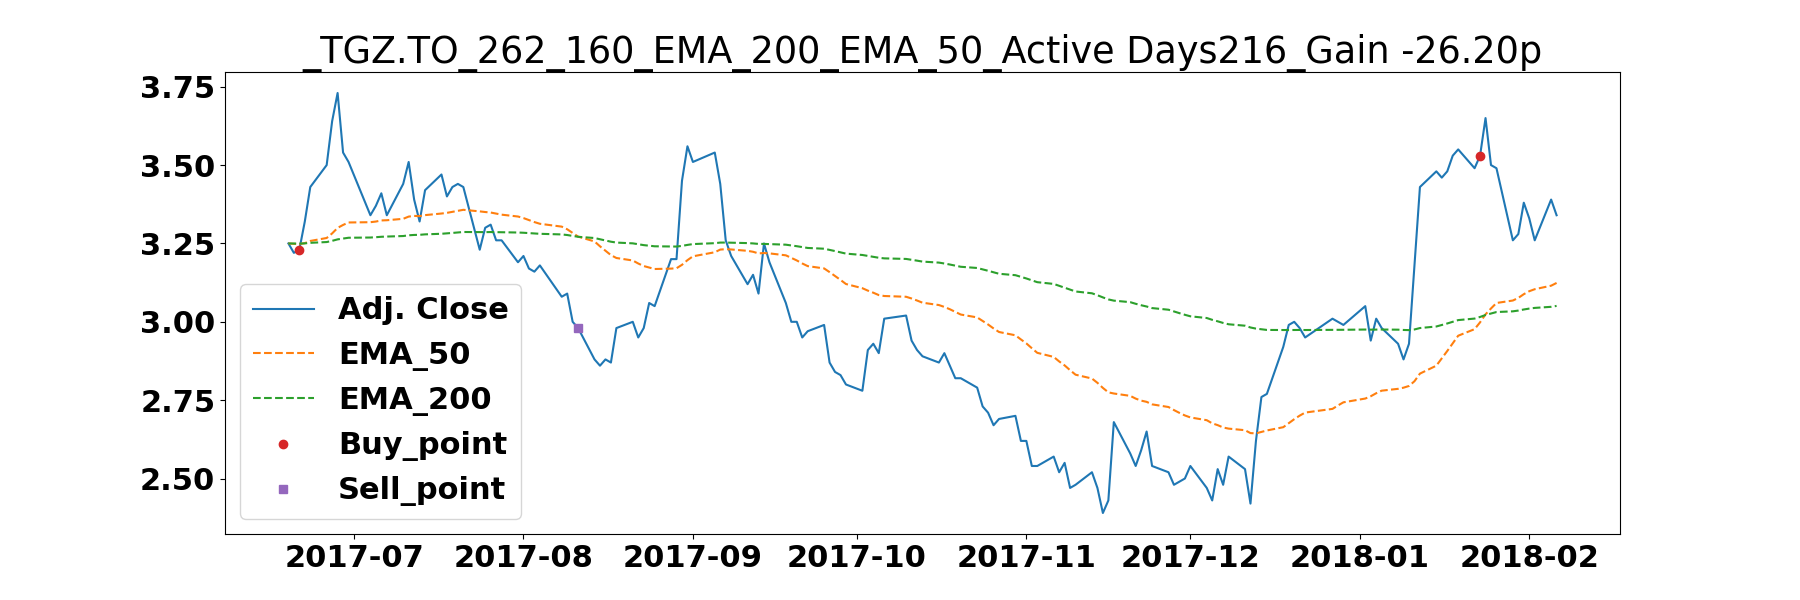 _TGZ.TO_262_160_EMA_200_EMA_50_Active Days216_Gain -26.20p
3.75
3.50
3.25
3.00
2.75
2.50
Adj. Close
EMA_50
EMA_200
Buy_point
Sell_point
2017-07 2017-08 2017-09 2017-10 2017-11 2017-12 2018-01 2018-02